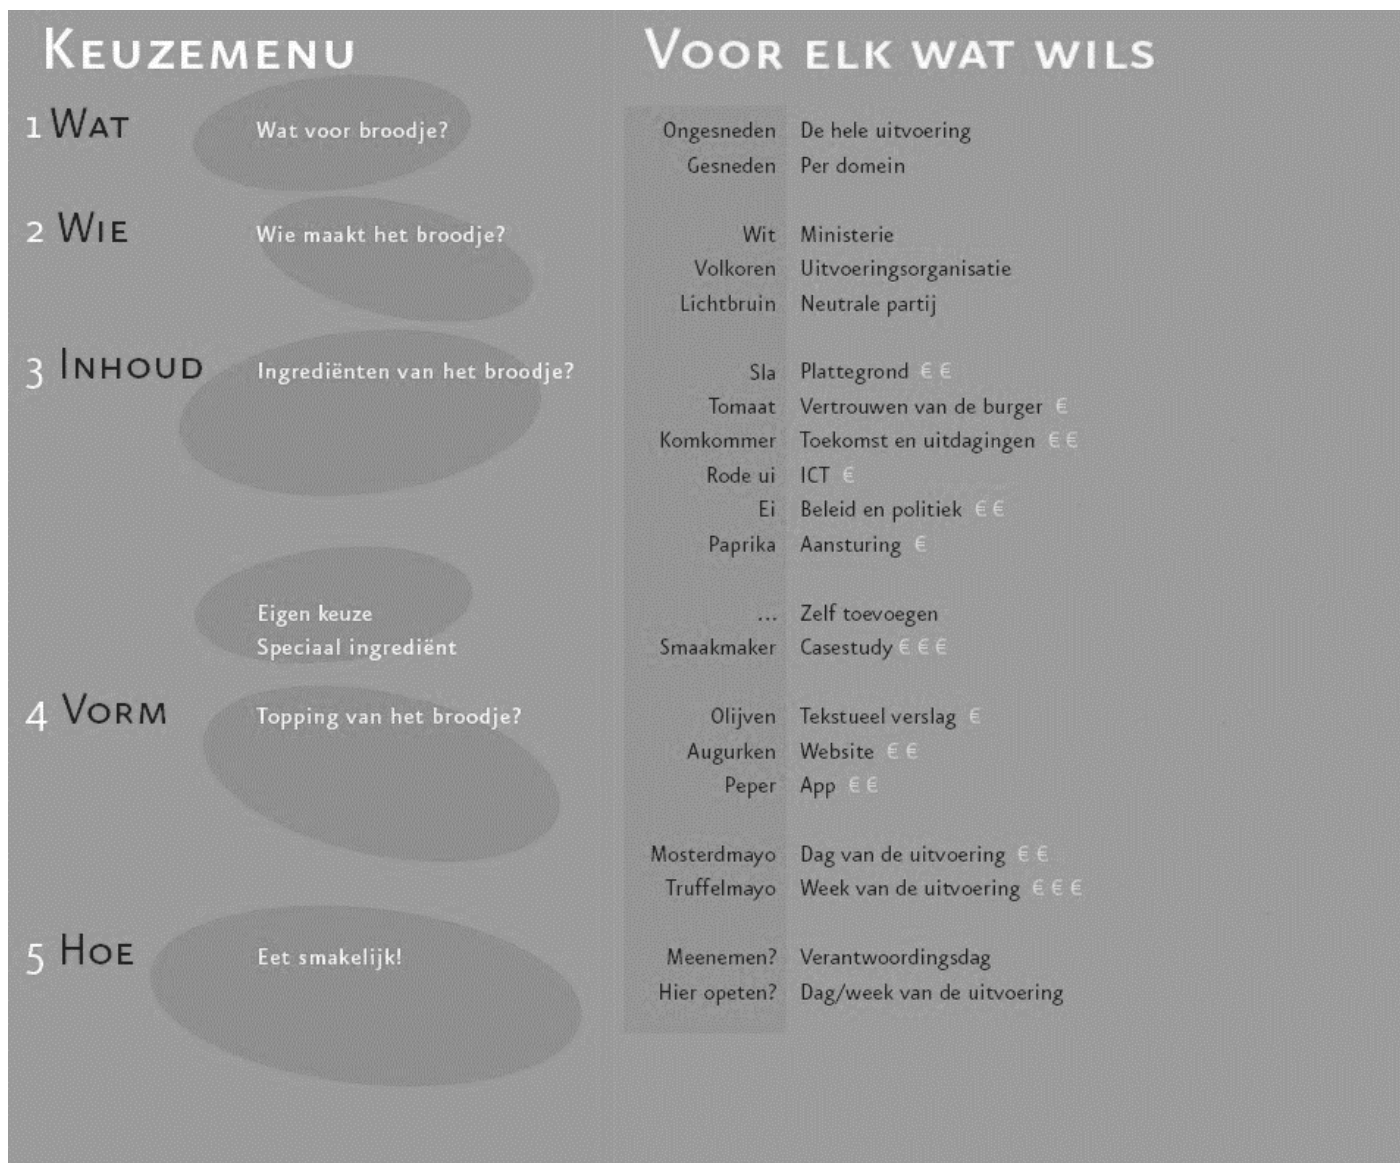 KEUZEMENU
VOOR ELK WAT WILS
1 WAT Wat voor broodje? Ongesneden De hele uitvoering
Gesneden Per domein
2 WIE Wie maakt het broodje? Wit Ministerie
Volkoren Uitvoeringsorganisatie
Lichtbruin Neutrale partij
3 INHOUD Ingrediënten van het broodje? Sla Plattegrond € €
Tomaat Vertrouwen van de burger €
Komkommer Toekomst en uitdagingen € €
Rode ui ICT €
Ei Beleid en politiek € €
Paprika Aansturing €
Eigen keuze ... Zelf toevoegen
Speciaal ingrediënt Smaakmaker Casestudy € € €
4 VORM Topping van het broodje? Olijven Tekstueel verslag €
Augurken Website € €
Peper App € €
Mosterdmayo Dag van de uitvoering € €
Truffelmayo Week van de uitvoering € € €
5 HOE Eet smakelijk! Meenemen? Verantwoordingsdag
Hier opeten? Dag/week van de uitvoering